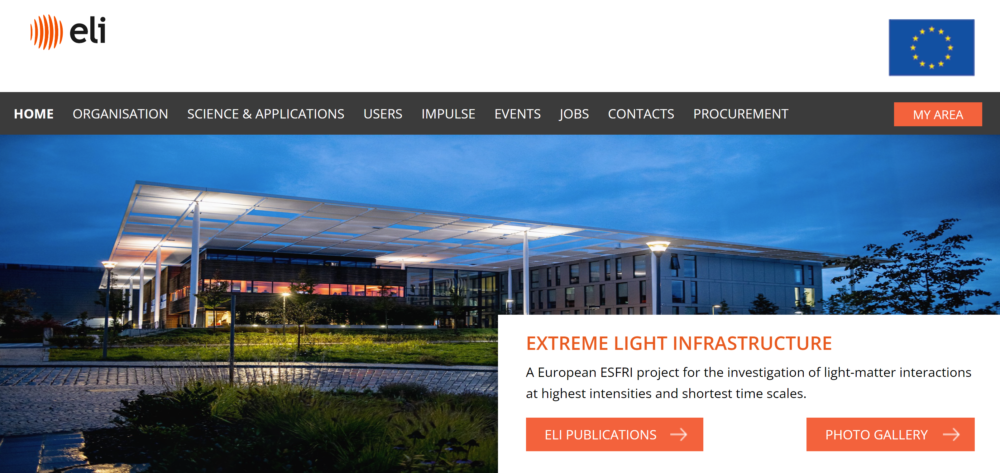 eli
HOME ORGANISATION SCIENCE & APPLICATIONS USERS IMPULSE EVENTS JOBS CONTACTS PROCUREMENT MY AREA
EXTREME LIGHT INFRASTRUCTURE
A European ESFRI project for the investigation of light-matter interactions
at highest intensities and shortest time scales.
ELI PUBLICATIONS PHOTO GALLERY